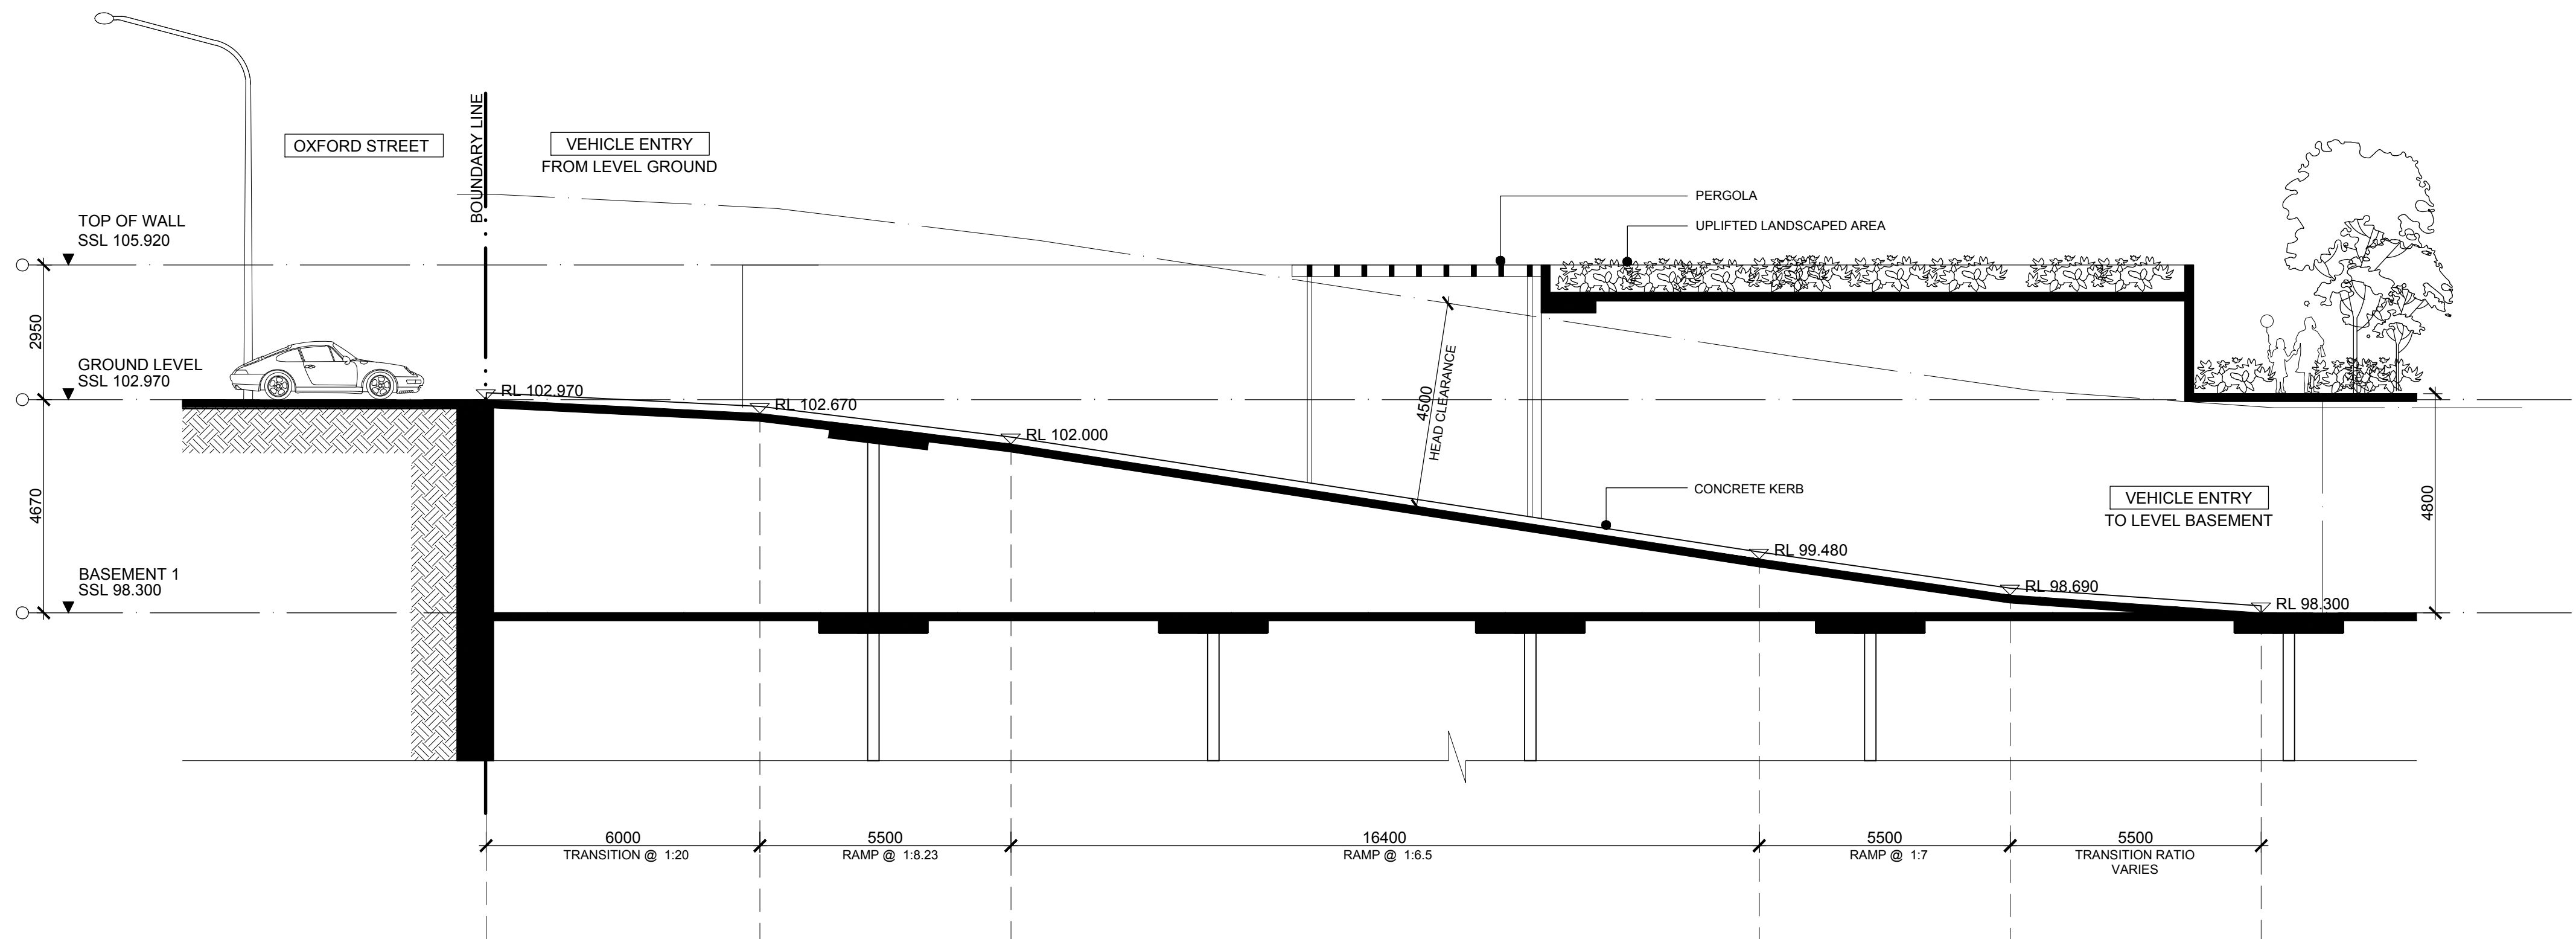 OXFORD STREET
BOUNDARY LINE
VEHICLE ENTRY
FROM LEVEL GROUND
TOP OF WALL
SSL 105.920
PERGOLA
UPLIFTED LANDSCAPED AREA
2950
GROUND LEVEL
SSL 102.970
RL 102.970
RL 102.670
RL 102.000
4500
HEAD CLEARANCE
4670
CONCRETE KERB
VEHICLE ENTRY
TO LEVEL BASEMENT
4800
RL 99.480
RL 98.690
RL 98.300
BASEMENT 1
SSL 98.300
6000
TRANSITION @ 1:20
5500
RAMP @ 1:8.23
16400
RAMP @ 1:6.5
5500
RAMP @ 1:7
5500
TRANSITION RATIO
VARIES